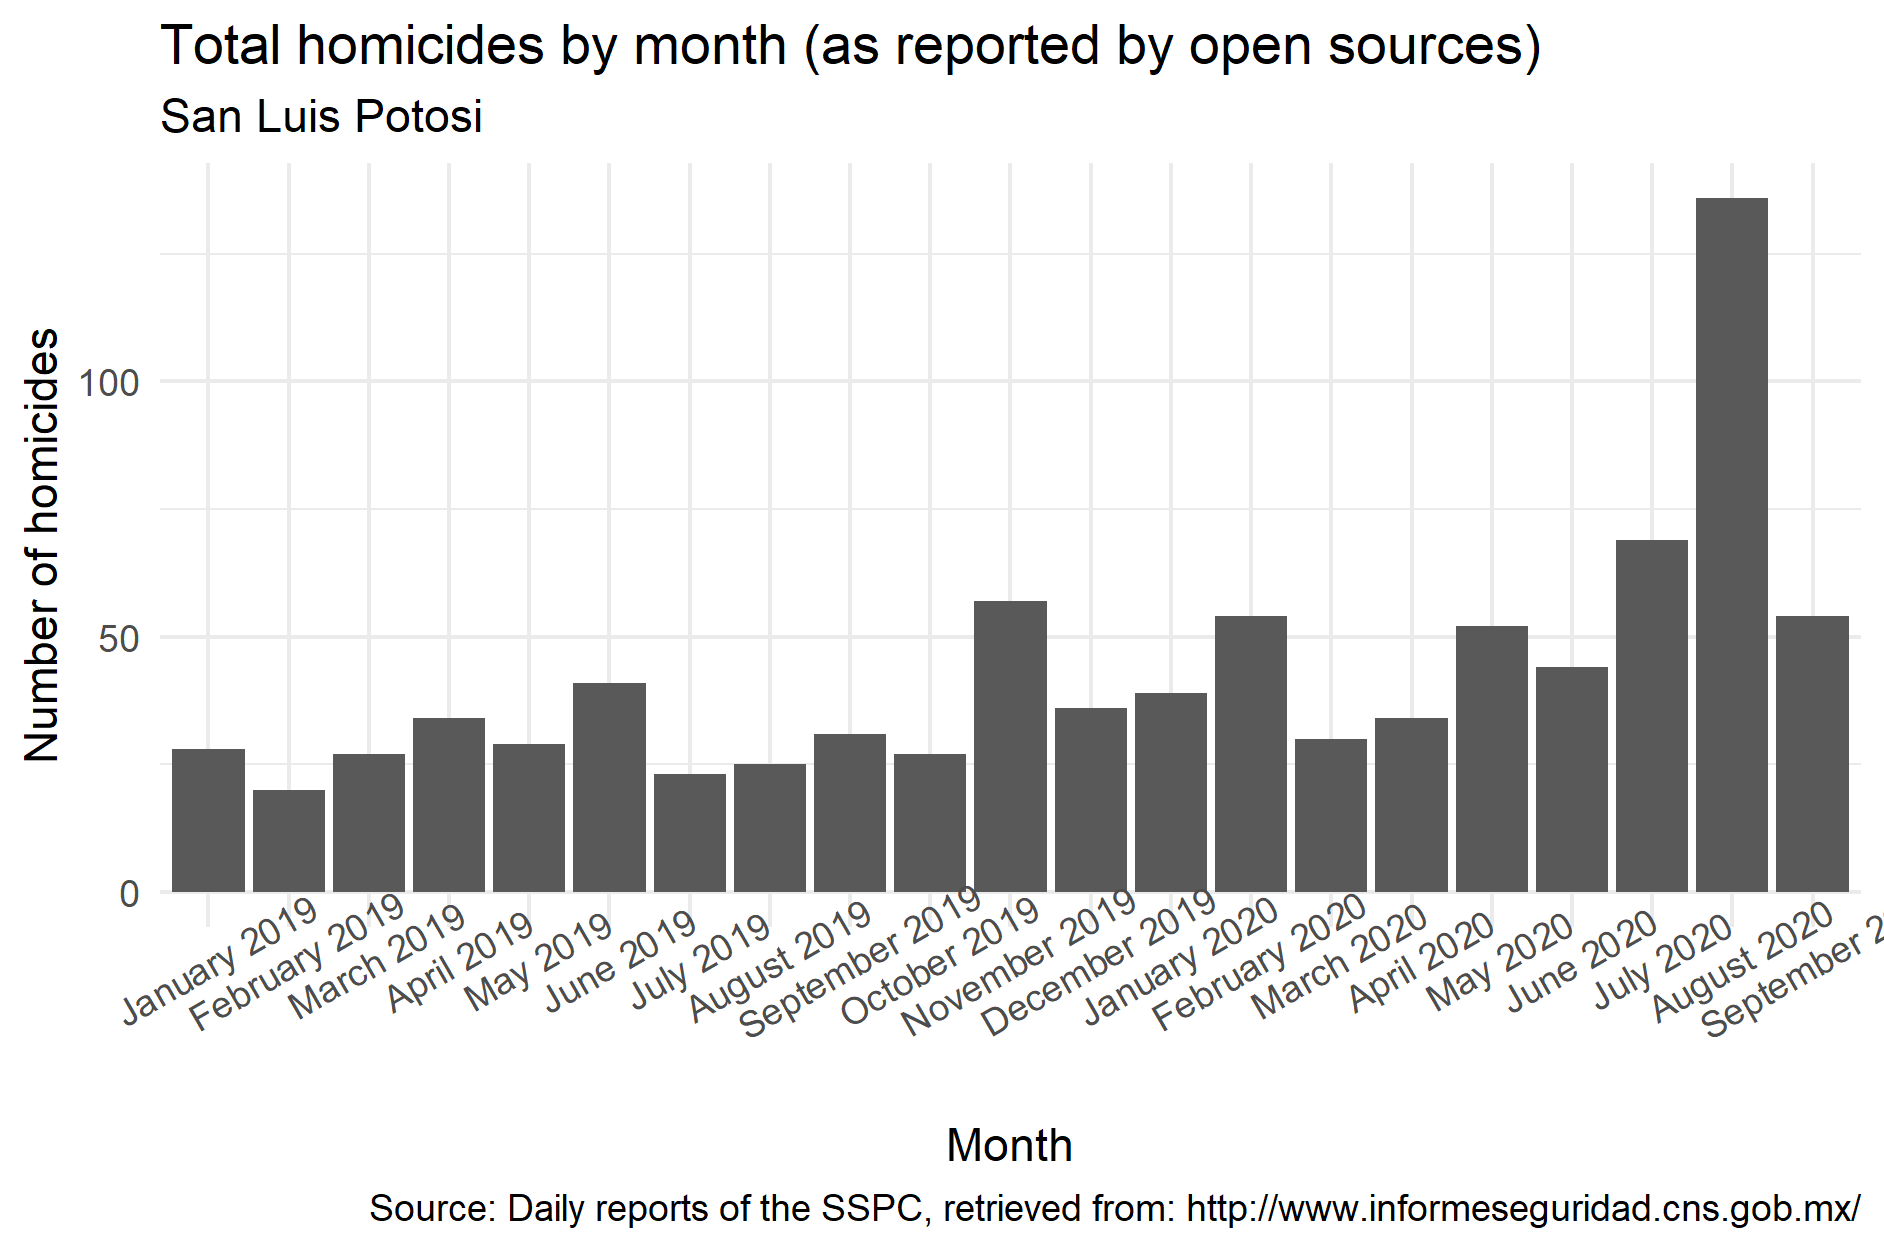 Total homicides by month (as reported by open sources)
San Luis Potosi
Number of homicides
100
50
0
January 2019
February 2019
March 2019
April 2019
May 2019
June 2019
July 2019
August 2019
September 2019
October 2019
November 2019
December 2019
January 2020
February 2020
March 2020
April 2020
May 2020
June 2020
July 2020
August 2020
September
Month
Source: Daily reports of the SSPC, retrieved from: http://www.informeseguridad.cns.gob.mx/